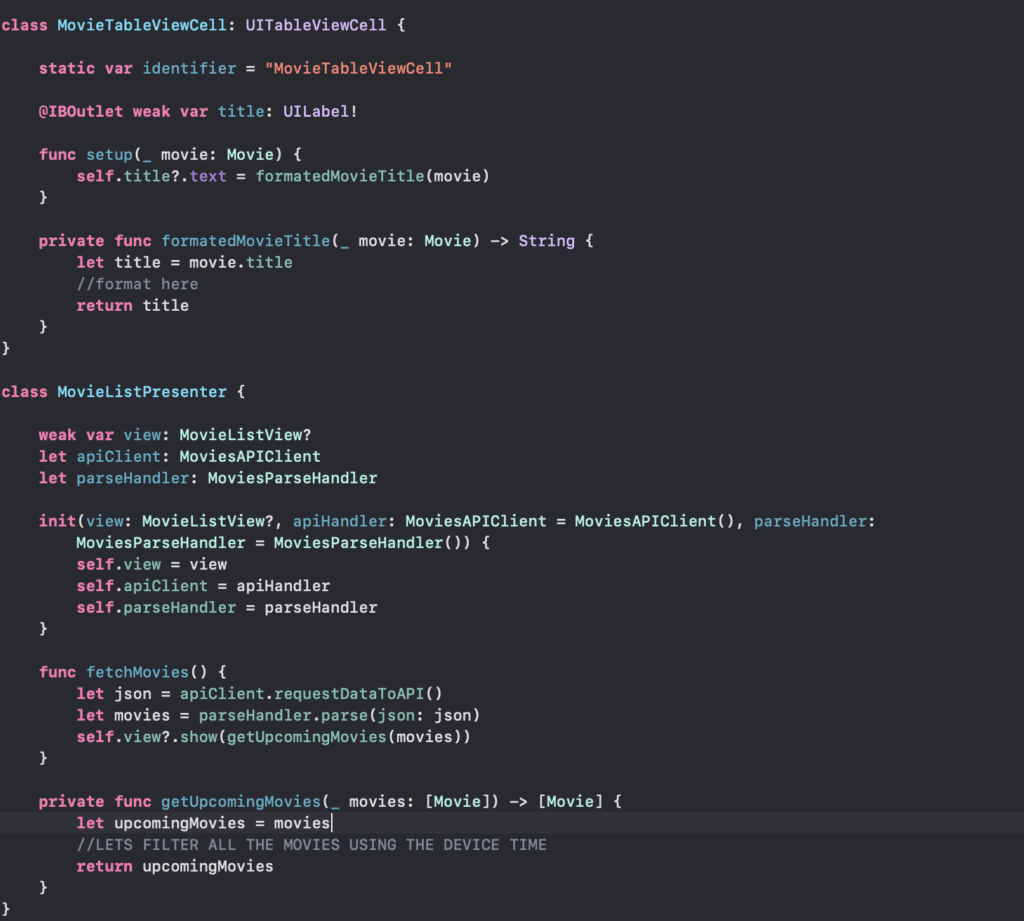 class MovieTableViewCell: UITableViewCell {
static var identifier = "MovieTableViewCell"
@IBOutlet weak var title: UILabel!
func setup(_ movie: Movie) {
self.title?.text = formatedMovieTitle(movie)
}
private func formatedMovieTitle(_ movie: Movie) -> String {
let title = movie.title
//format here
return title
}
}
class MovieListPresenter {
weak var view: MovieListView?
let apiClient: MoviesAPIClient
let parseHandler: MoviesParseHandler
init(view: MovieListView?, apiHandler: MoviesAPIClient = MoviesAPIClient(), parseHandler:
MoviesParseHandler = MoviesParseHandler()) {
self.view = view
self.apiClient = apiHandler
self.parseHandler = parseHandler
}
func fetchMovies() {
let json = apiClient.requestDataToAPI()
let movies = parseHandler.parse(json: json)
self.view?.show(getUpcomingMovies(movies))
}
private func getUpcomingMovies(_ movies: [Movie]) -> [Movie] {
let upcomingMovies = movies
//LETS FILTER ALL THE MOVIES USING THE DEVICE TIME
return upcomingMovies
}
}